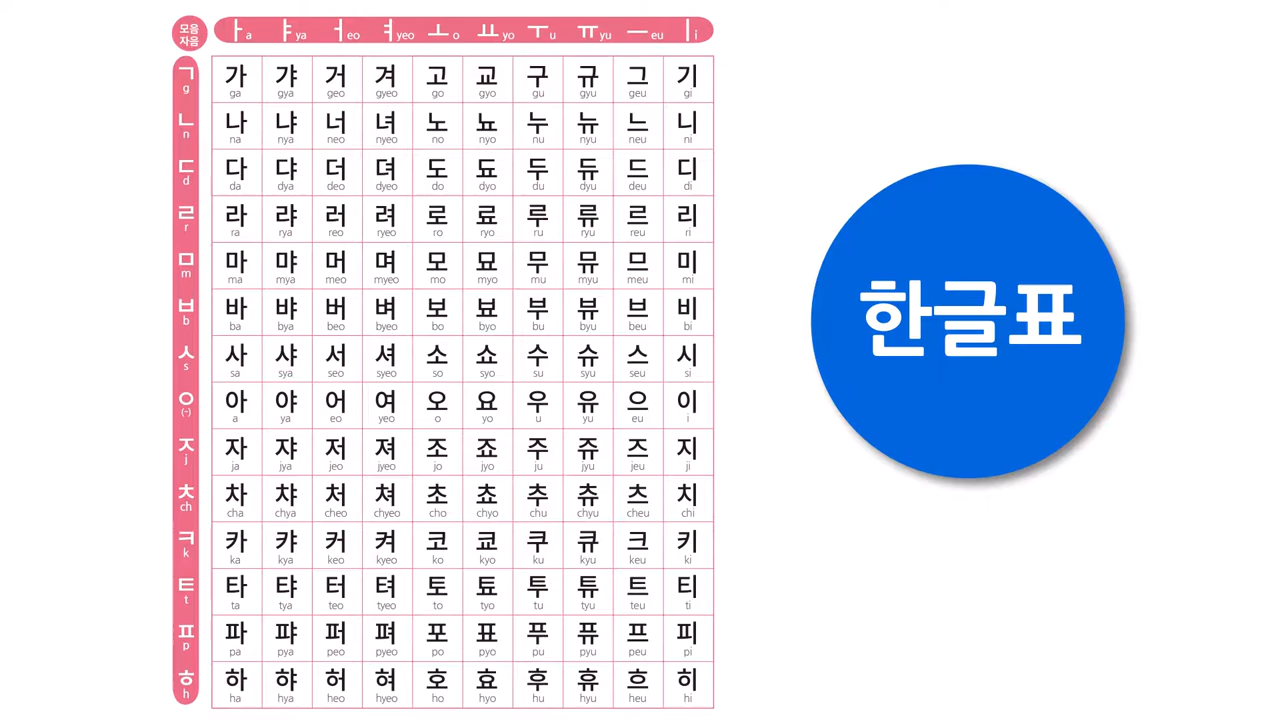 모음
자음
ㅏa ㅑya ㅓeo ㅕyeo ㅗo ㅛyo ㅜu ㅠyu ㅡeu ㅣi
ㄱ 가 갸 거 겨 고 교 구 규 그 기
g ga gya geo gyeo go gyo gu gyu geu gi
ㄴ 나 냐 너 녀 노 뇨 누 뉴 느 니
n na nya neo nyeo no nyo nu nyu neu ni
ㄷ 다 댜 더 뎌 도 됴 두 듀 드 디
d da dya deo dyeo do dyo du dyu deu di
ㄹ 라 랴 러 려 로 료 루 류 르 리
r ra rya reo ryeo ro ryo ru ryu reu ri
ㅁ 마 먀 머 며 모 묘 무 뮤 므 미
m ma mya meo myeo mo myo mu myu meu mi
ㅂ 바 뱌 버 벼 보 뵤 부 뷰 브 비
b ba bya beo byeo bo byo bu byu beu bi
ㅅ 사 샤 서 셔 소 쇼 수 슈 스 시
s sa sya seo syeo so syo su syu seu si
ㅇ 아 야 어 여 오 요 우 유 으 이
(-) a ya eo yeo o yo u yu eu i
ㅈ 자 쟈 저 져 조 죠 주 쥬 즈 지
j ja jya jeo jyeo jo jyo ju jyu jeu ji
ㅊ 차 챠 처 쳐 초 쵸 추 츄 츠 치
ch cha chya cheo chyeo cho chyo chu chyu cheu chi
ㅋ 카 캬 커 켜 코 쿄 쿠 큐 크 키
k ka kya keo kyeo ko kyo ku kyu keu ki
ㅌ 타 탸 터 텨 토 툐 투 튜 트 티
t ta tya teo tyeo to tyo tu tyu teu ti
ㅍ 파 퍄 퍼 펴 포 표 푸 퓨 프 피
p pa pya peo pyeo po pyo pu pyu peu pi
ㅎ 하 햐 허 혀 호 효 후 휴 흐 히
h ha hya heo hyeo ho hyo hu hyu heu hi
한글표